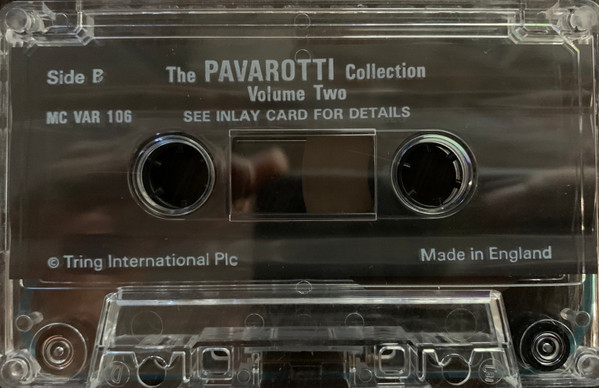 Side B
The PAVAROTTI Collection
Volume Two
MC VAR 106
SEE INLAY CARD FOR DETAILS
© Tring International Plc
Made in England